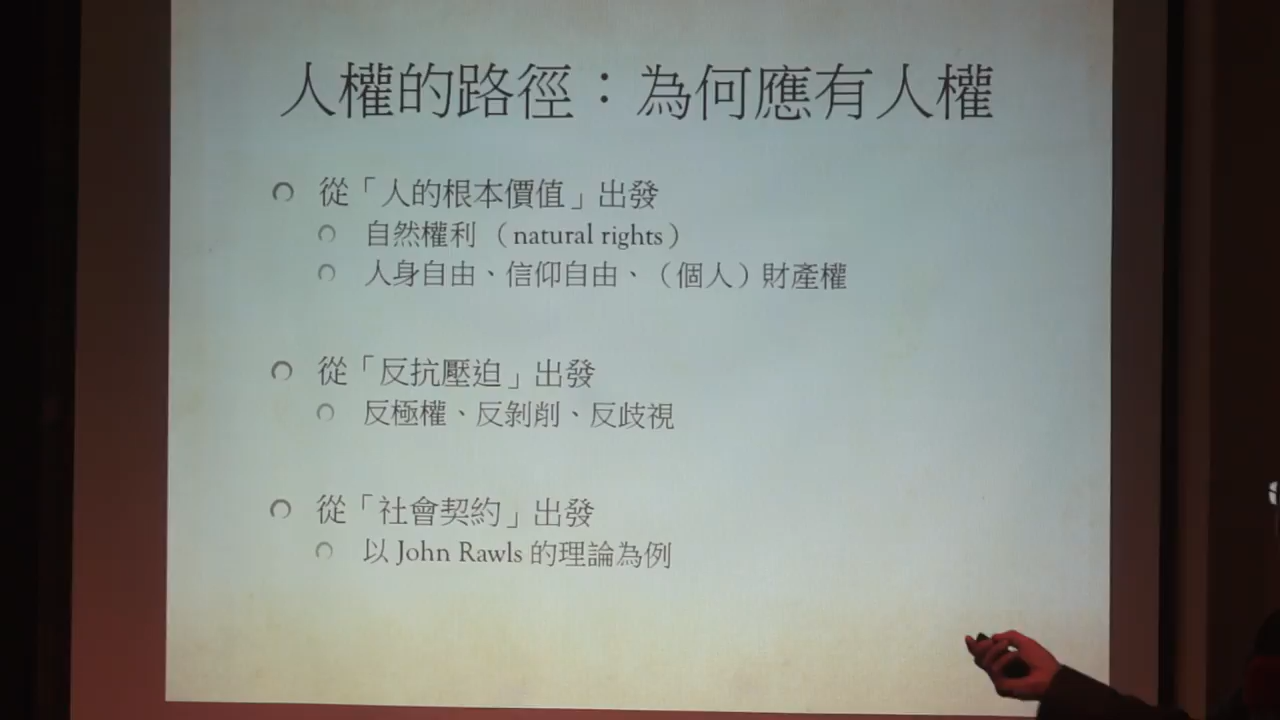 人權的路徑：為何應有人權
從「人的根本價值」出發
自然權利（natural rights）
人身自由、信仰自由、（個人）財產權
從「反抗壓迫」出發
反極權、反剝削、反歧視
從「社會契約」出發
以 John Rawls 的理論為例